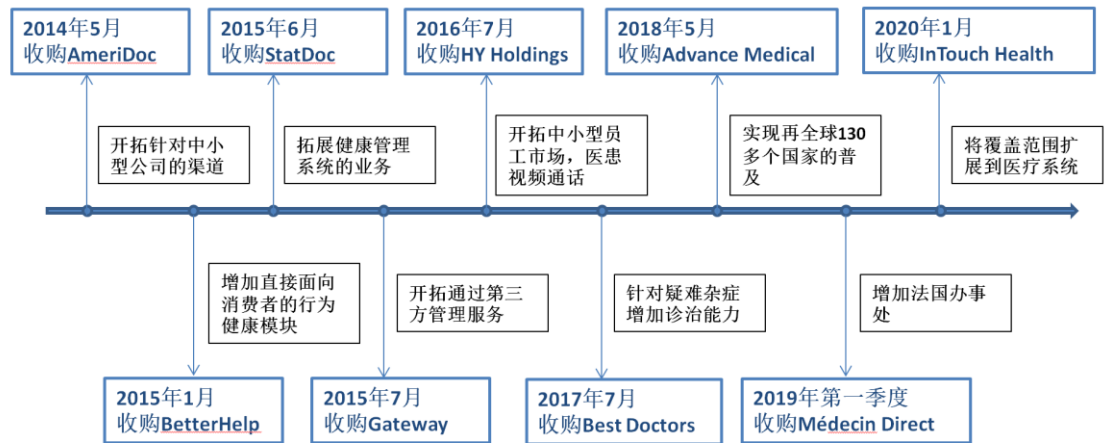 2014年5月
收购AmeriDoc
2015年6月
收购StatDoc
2016年7月
收购HY Holdings
2018年5月
收购Advance Medical
2020年1月
收购InTouch Health
开拓针对中小
型公司的渠道
拓展健康管理
系统的业务
开拓中小型员
工市场，医患
视频通话
实现再全球130
多个国家的普
及
将覆盖范围扩
展到医疗系统
增加直接面向
消费者的行为
健康模块
开拓通过第三
方管理服务
针对疑难杂症
增加诊治能力
增加法国办事
处
2015年1月
收购BetterHelp
2015年7月
收购Gateway
2017年7月
收购Best Doctors
2019年第一季度
收购Médecin Direct